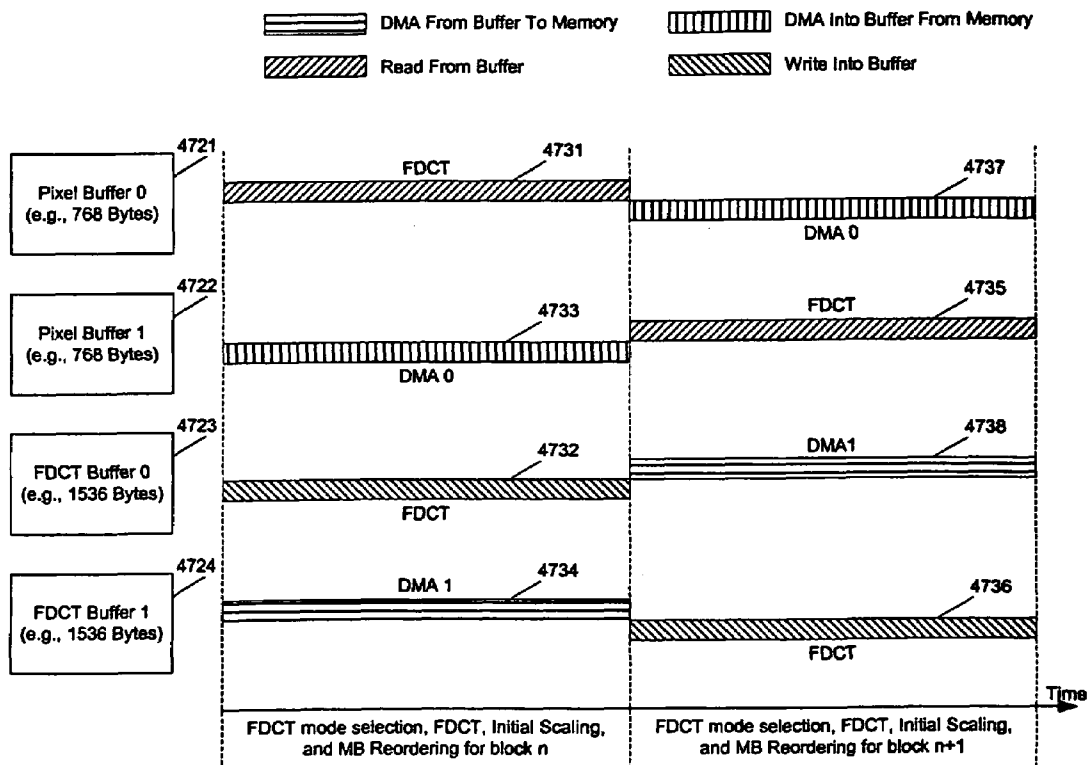 DMA From Buffer To Memory
DMA Into Buffer From Memory
Read From Buffer
Write Into Buffer
4721
Pixel Buffer 0
(e.g., 768 Bytes)
FDCT
4731
4737
DMA 0
4722
Pixel Buffer 1
(e.g., 768 Bytes)
4733
DMA 0
FDCT
4735
4723
FDCT Buffer 0
(e.g., 1536 Bytes)
4732
FDCT
DMA1
4738
4724
FDCT Buffer 1
(e.g., 1536 Bytes)
DMA 1
4734
4736
FDCT
Time
FDCT mode selection, FDCT, Initial Scaling,
and MB Reordering for block n
FDCT mode selection, FDCT, Initial Scaling,
and MB Reordering for block n+1